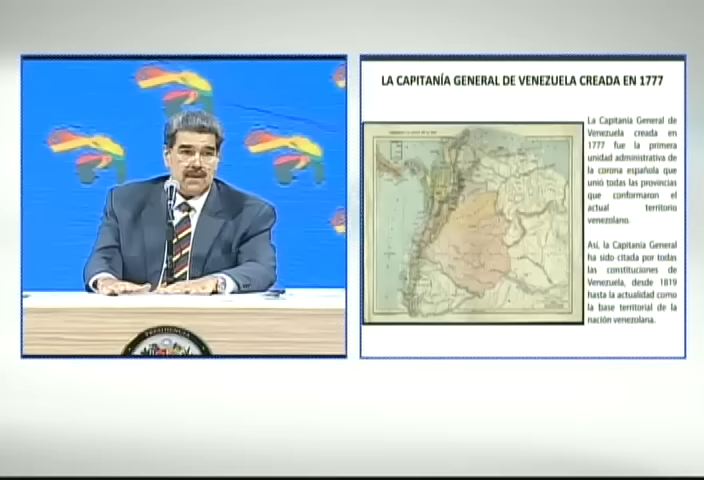 LA CAPITANÍA GENERAL DE VENEZUELA CREADA EN 1777
La Capitanía General de
Venezuela creada en
1777 fue la primera
unidad administrativa de
la corona española que
unió todas las provincias
que conformaron el
actual territorio
venezolano.
Así, la Capitanía General
ha sido citada por todas
las constituciones de
Venezuela, desde 1819
hasta la actualidad como
la base territorial de la
nación venezolana.
PRESIDENCIA